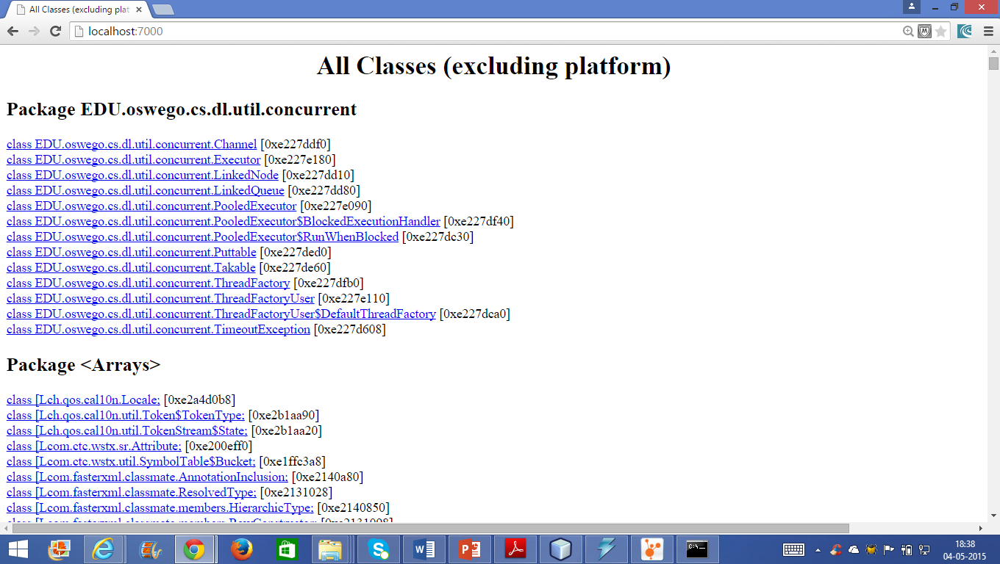 All Classes (excluding plat
localhost:7000
All Classes (excluding platform)
Package EDU.oswego.cs.dl.util.concurrent
class EDU.oswego.cs.dl.util.concurrent.Channel [0xe227ddf0]
class EDU.oswego.cs.dl.util.concurrent.Executor [0xe227e180]
class EDU.oswego.cs.dl.util.concurrent.LinkedNode [0xe227dd10]
class EDU.oswego.cs.dl.util.concurrent.LinkedQueue [0xe227dd80]
class EDU.oswego.cs.dl.util.concurrent.PooledExecutor [0xe227e090]
class EDU.oswego.cs.dl.util.concurrent.PooledExecutor$BlockedExecutionHandler [0xe227df40]
class EDU.oswego.cs.dl.util.concurrent.PooledExecutor$RunWhenBlocked [0xe227dc30]
class EDU.oswego.cs.dl.util.concurrent.Puttable [0xe227ded0]
class EDU.oswego.cs.dl.util.concurrent.Takable [0xe227de60]
class EDU.oswego.cs.dl.util.concurrent.ThreadFactory [0xe227dfb0]
class EDU.oswego.cs.dl.util.concurrent.ThreadFactoryUser [0xe227e110]
class EDU.oswego.cs.dl.util.concurrent.ThreadFactoryUser$DefaultThreadFactory [0xe227dca0]
class EDU.oswego.cs.dl.util.concurrent.TimeoutException [0xe227d608]
Package <Arrays>
class [Lch.qos.cal10n.Locale; [0xe2a4d0b8]
class [Lch.qos.cal10n.util.Token$TokenType; [0xe2b1aa90]
class [Lch.qos.cal10n.util.TokenStream$State; [0xe2b1aa20]
class [Lcom.ctc.wstx.sr.Attribute; [0xe200eff0]
class [Lcom.ctc.wstx.util.SymbolTable$Bucket; [0xe1ffc3a8]
class [Lcom.fasterxml.classmate.AnnotationInclusion; [0xe2140a80]
class [Lcom.fasterxml.classmate.ResolvedType; [0xe2131028]
class [Lcom.fasterxml.classmate.members.HierarchicType; [0xe2140850]
18:38
04-05-2015